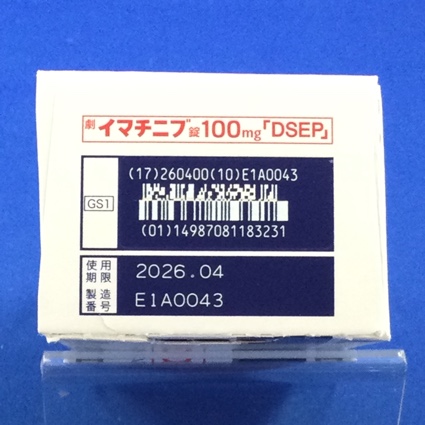 劇 イマチニブ錠100mg「DSEP」
(17)260400(10)E1A0043
GS1
(01)14987081183231
使用期限 2026.04
製造番号 E1A0043